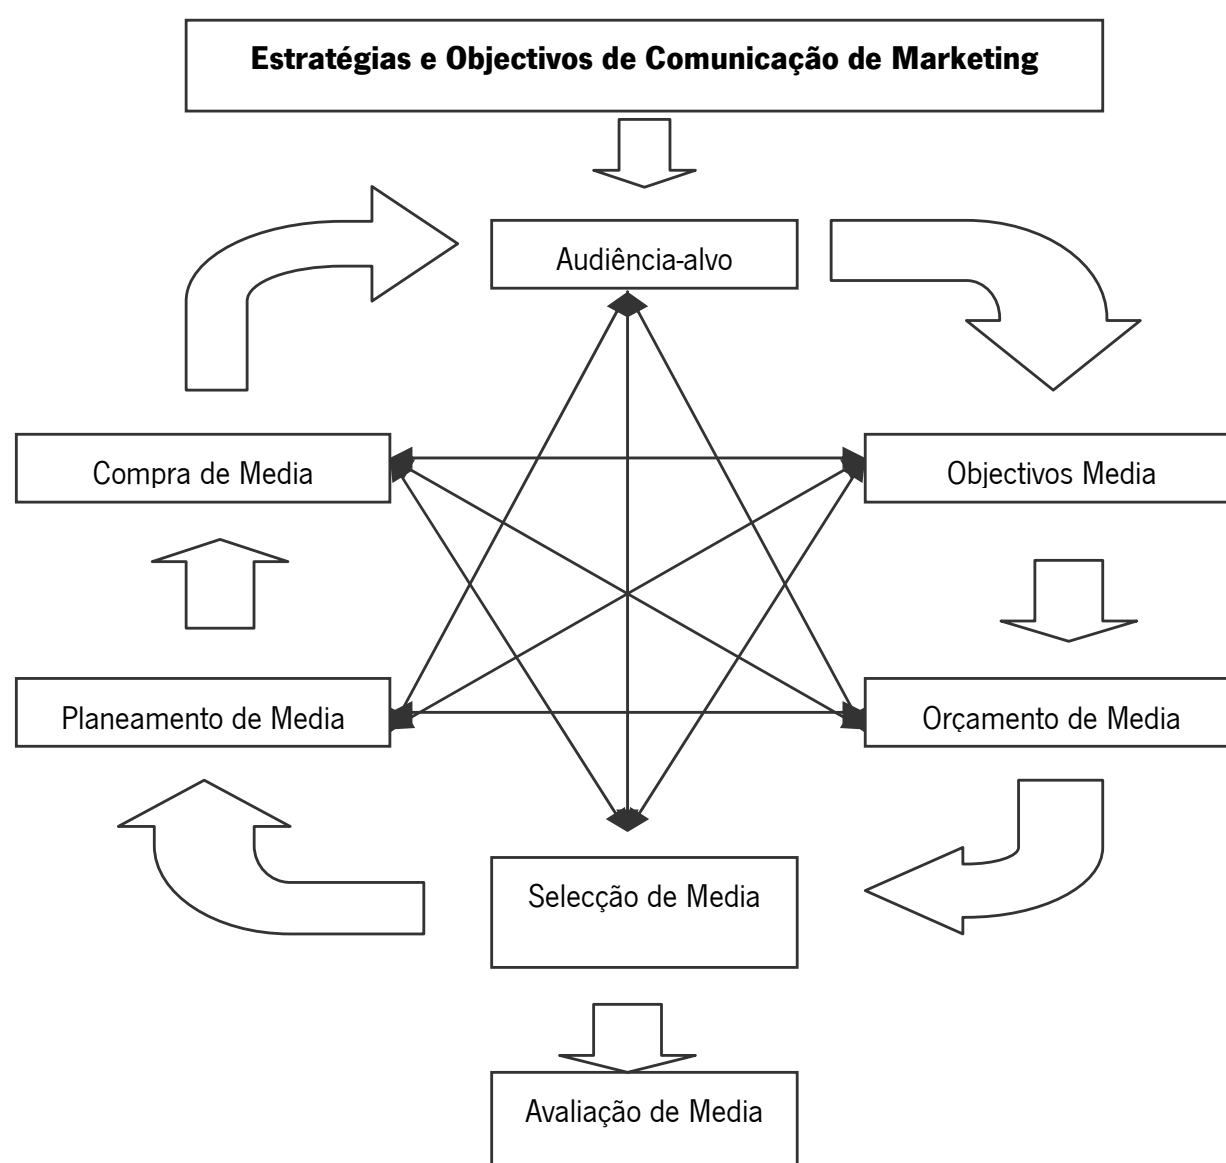 Estratégias e Objectivos de Comunicação de Marketing
Audiência-alvo
Compra de Media
Objectivos Media
Planeamento de Media
Orçamento de Media
Selecção de Media
Avaliação de Media